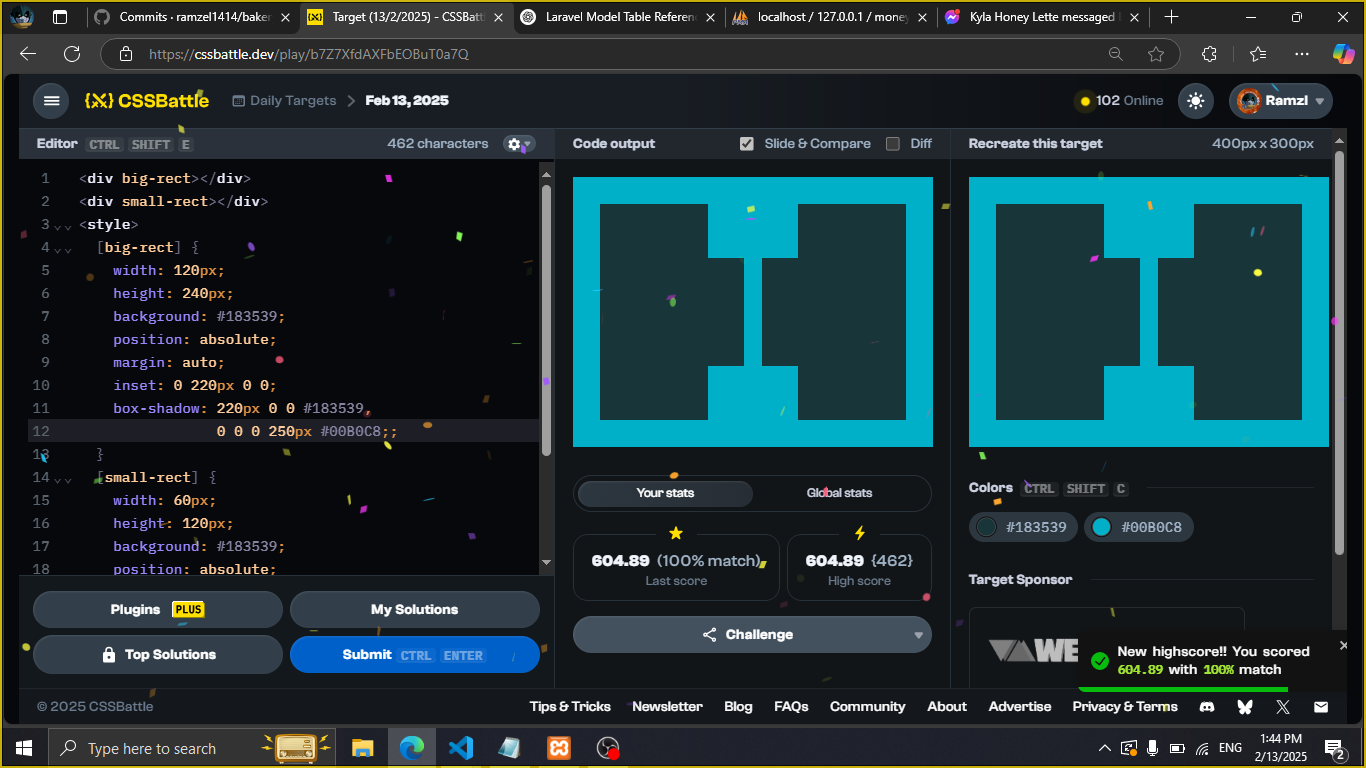 Commits · ramzel1414/baker
Target (13/2/2025) - CSSBattl
Laravel Model Table Referen
localhost / 127.0.0.1 / money
Kyla Honey Lette messaged
https://cssbattle.dev/play/b7Z7XfdAXFbEOBuT0a7Q
{X} CSSBattle
Daily Targets
Feb 13, 2025
102 Online
Ramzl
Editor CTRL SHIFT E
462 characters
Code output
Slide & Compare
Diff
Recreate this target
400px x 300px
1 <div big-rect></div>
2 <div small-rect></div>
3 <style>
4 [big-rect] {
5 width: 120px;
6 height: 240px;
7 background: #183539;
8 position: absolute;
9 margin: auto;
10 inset: 0 220px 0 0;
11 box-shadow: 220px 0 0 #183539,
12 0 0 0 250px #00B0C8;;
13 }
14 [small-rect] {
15 width: 60px;
16 height: 120px;
17 background: #183539;
18 position: absolute;
Your stats
Global stats
604.89 (100% match)
Last score
604.89 {462}
High score
Challenge
Colors CTRL SHIFT C
#183539
#00B0C8
Target Sponsor
WE
New highscore!! You scored
604.89 with 100% match
Plugins PLUS
My Solutions
Top Solutions
Submit CTRL ENTER
© 2025 CSSBattle
Tips & Tricks
Newsletter
Blog
FAQs
Community
About
Advertise
Privacy & Terms
Type here to search
ENG
1:44 PM
2/13/2025
2